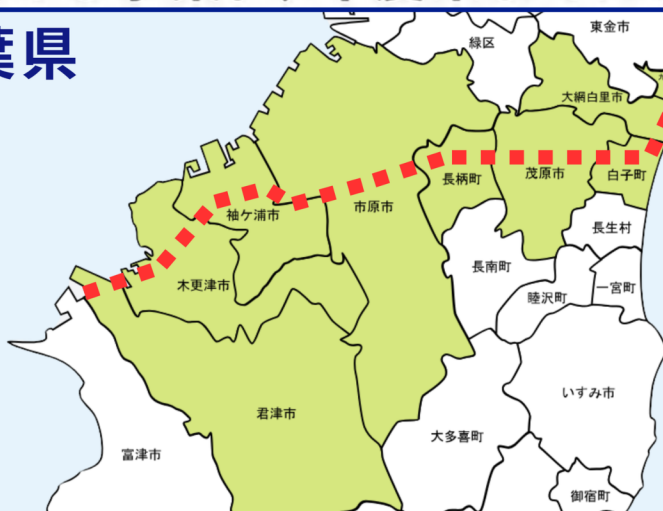 葉県
東金市
緑区
大網白里市
長柄町
茂原市
白子町
市原市
袖ケ浦市
長生村
長南町
木更津市
一宮町
睦沢町
いすみ市
君津市
大多喜町
富津市
御宿町